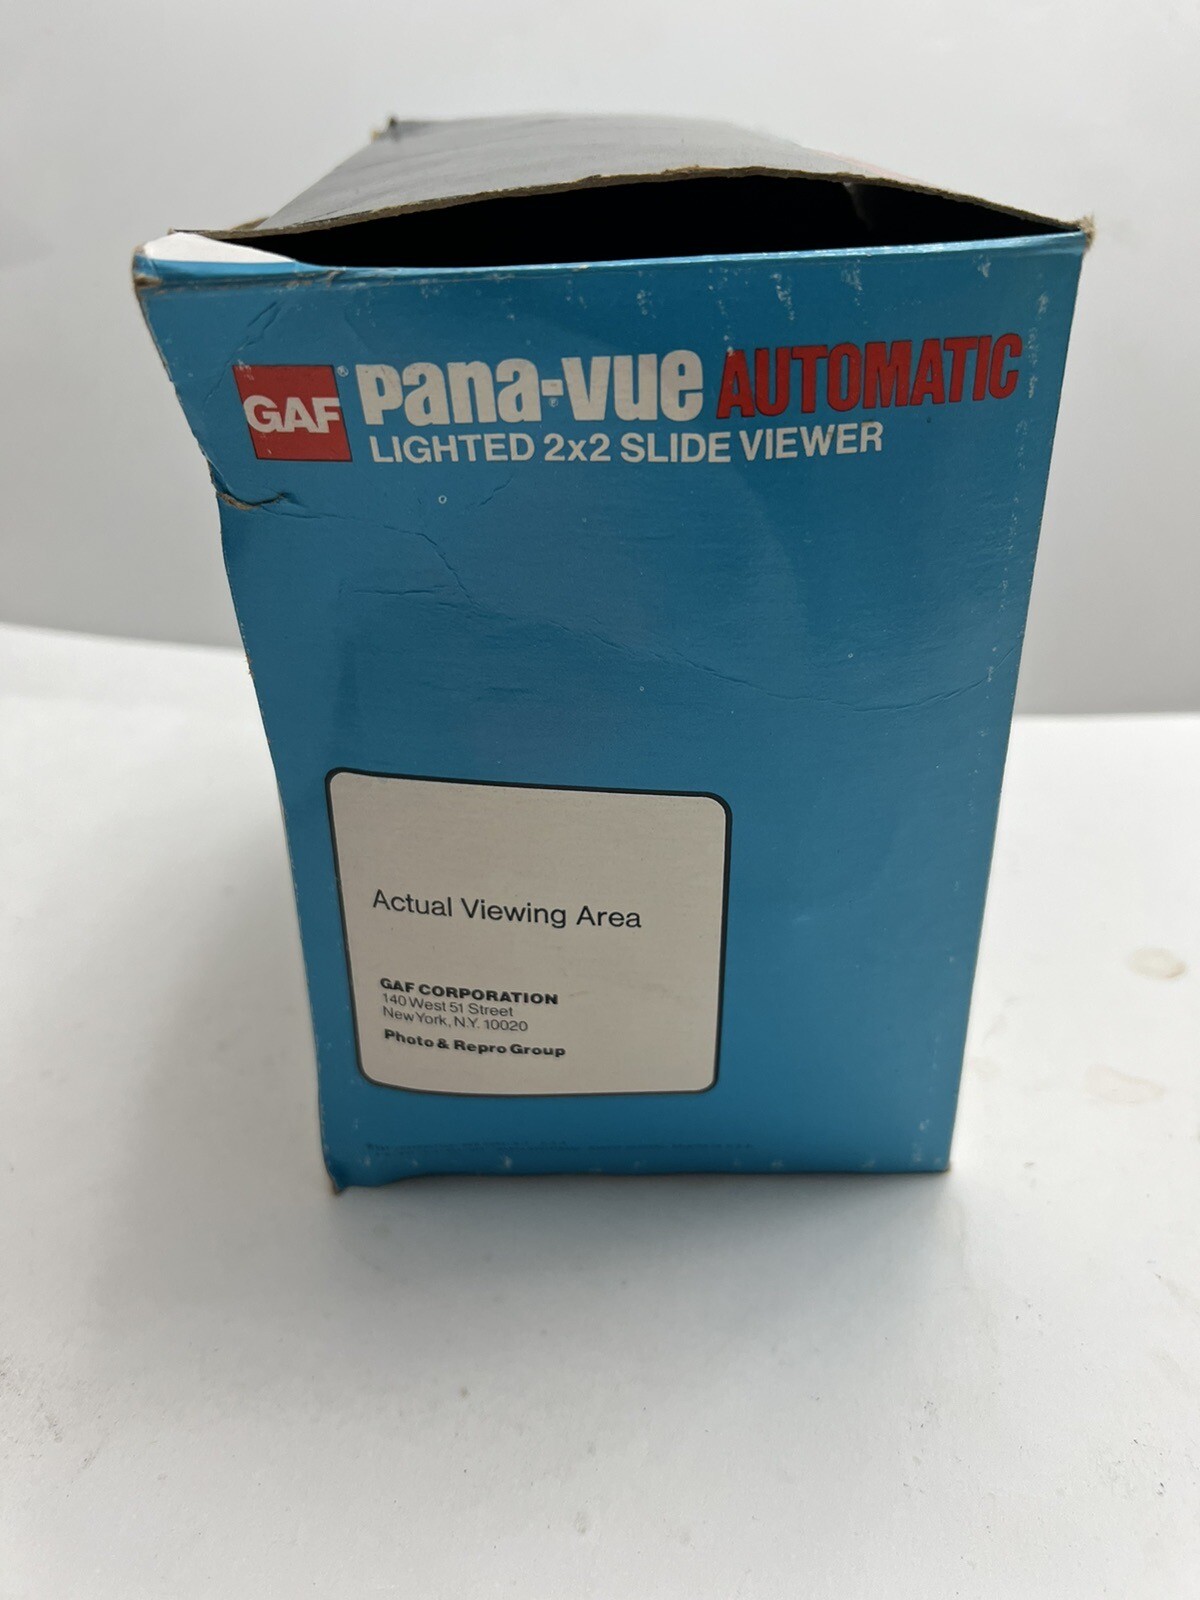 GAF® pana-vue® AUTOMATIC
LIGHTED 2x2 SLIDE VIEWER
Actual Viewing Area
GAF CORPORATION
140 West 51 Street
New York, N.Y. 10020
Photo & Repro Group